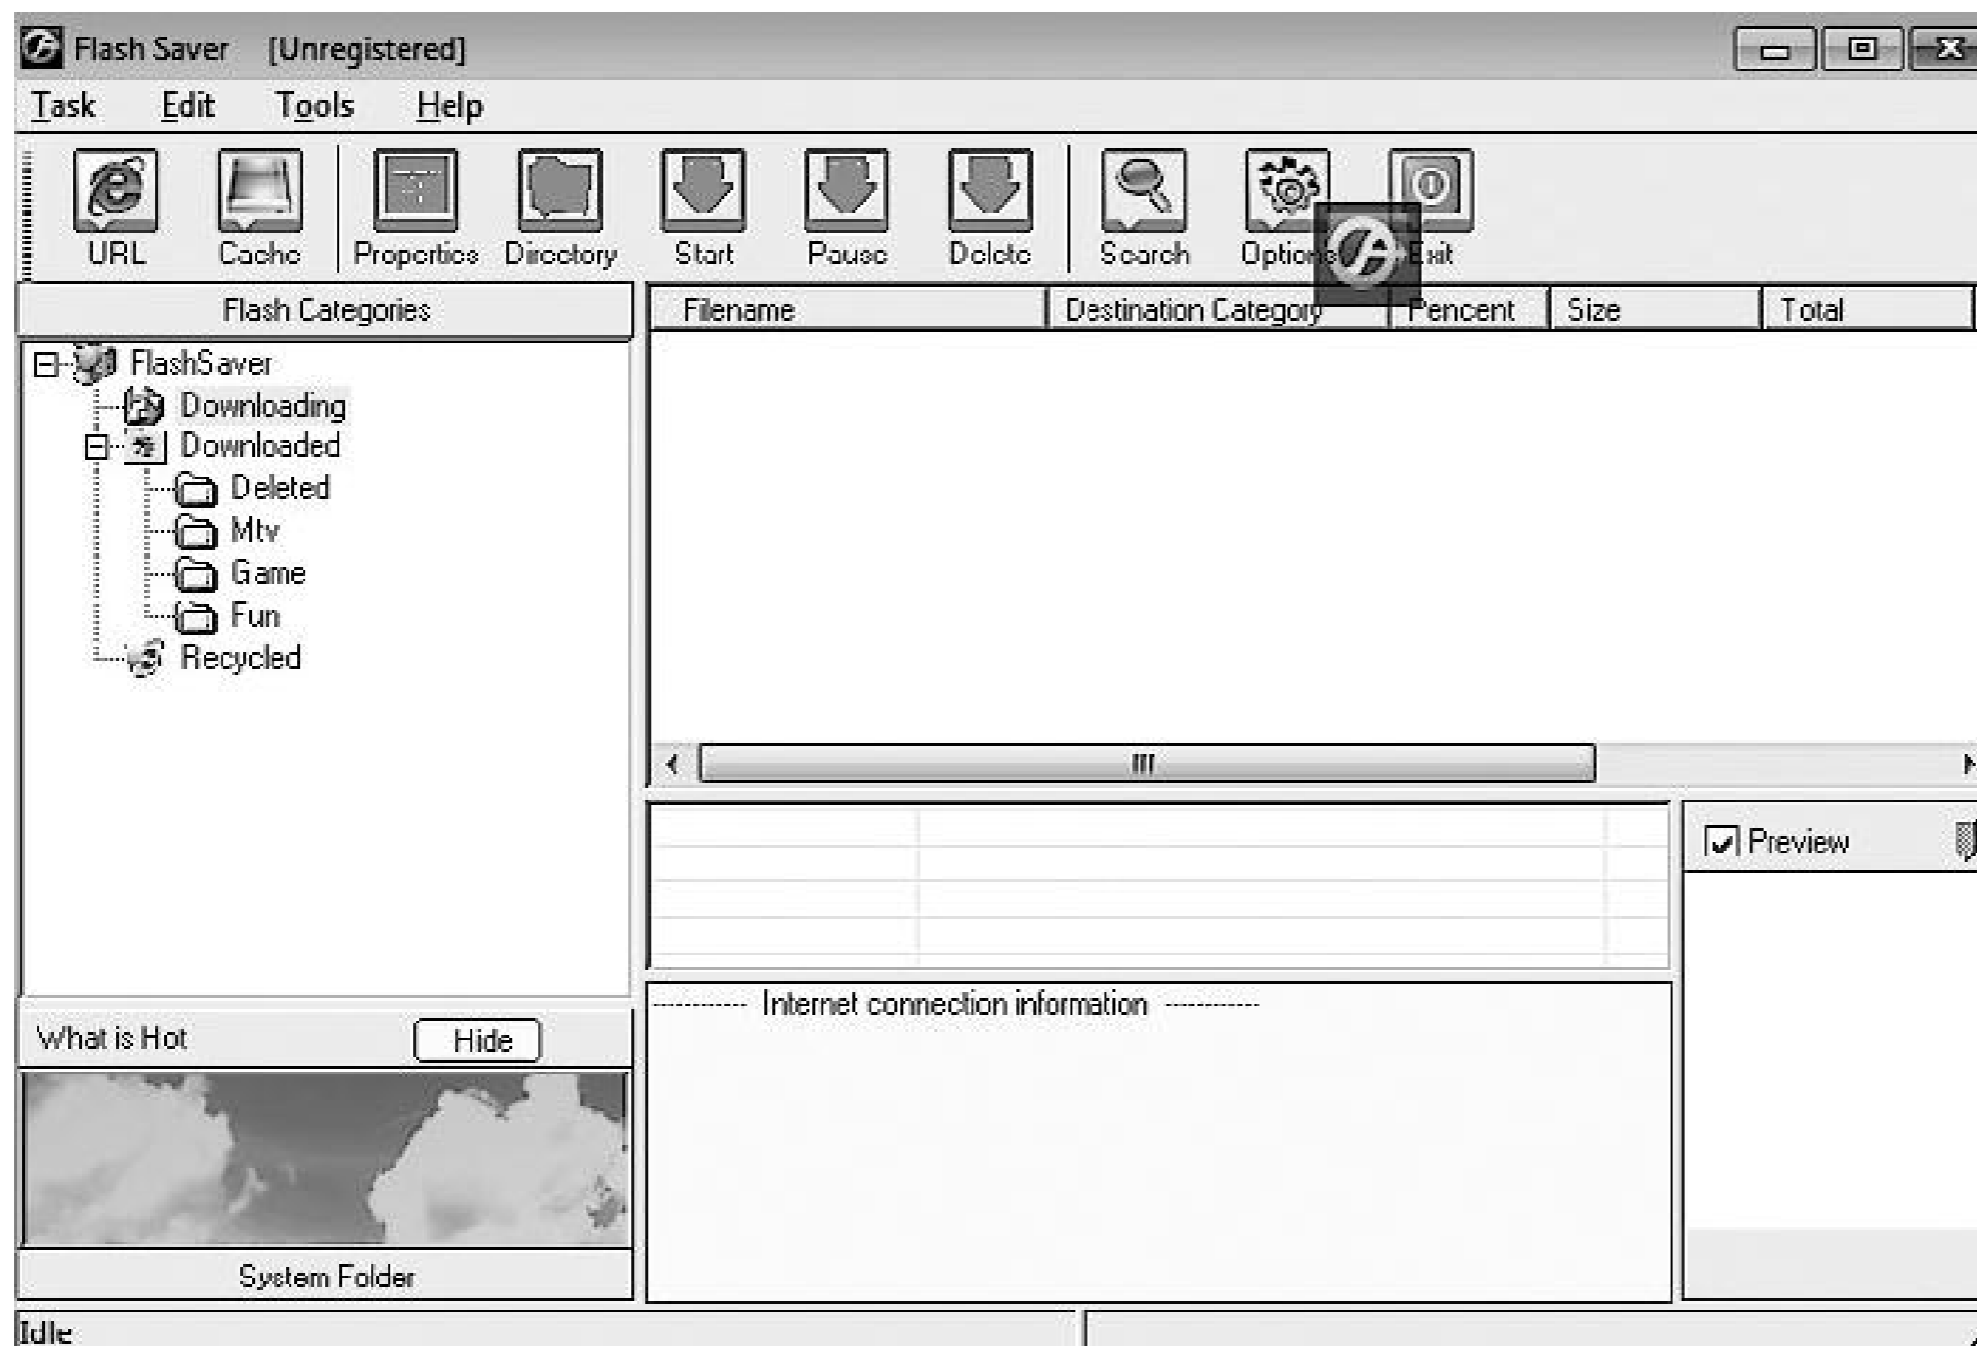 Flash Saver [Unregistered]
Task Edit Tools Help
URL Cache Properties Directory Start Pause Delete Search Options Exit
Flash Categories
Filename Destination Category Pencent Size Total
FlashSaver
Downloading
Downloaded
Deleted
Mtv
Game
Fun
Recycled
Preview
Internet connection information
What is Hot Hide
System Folder
Idle